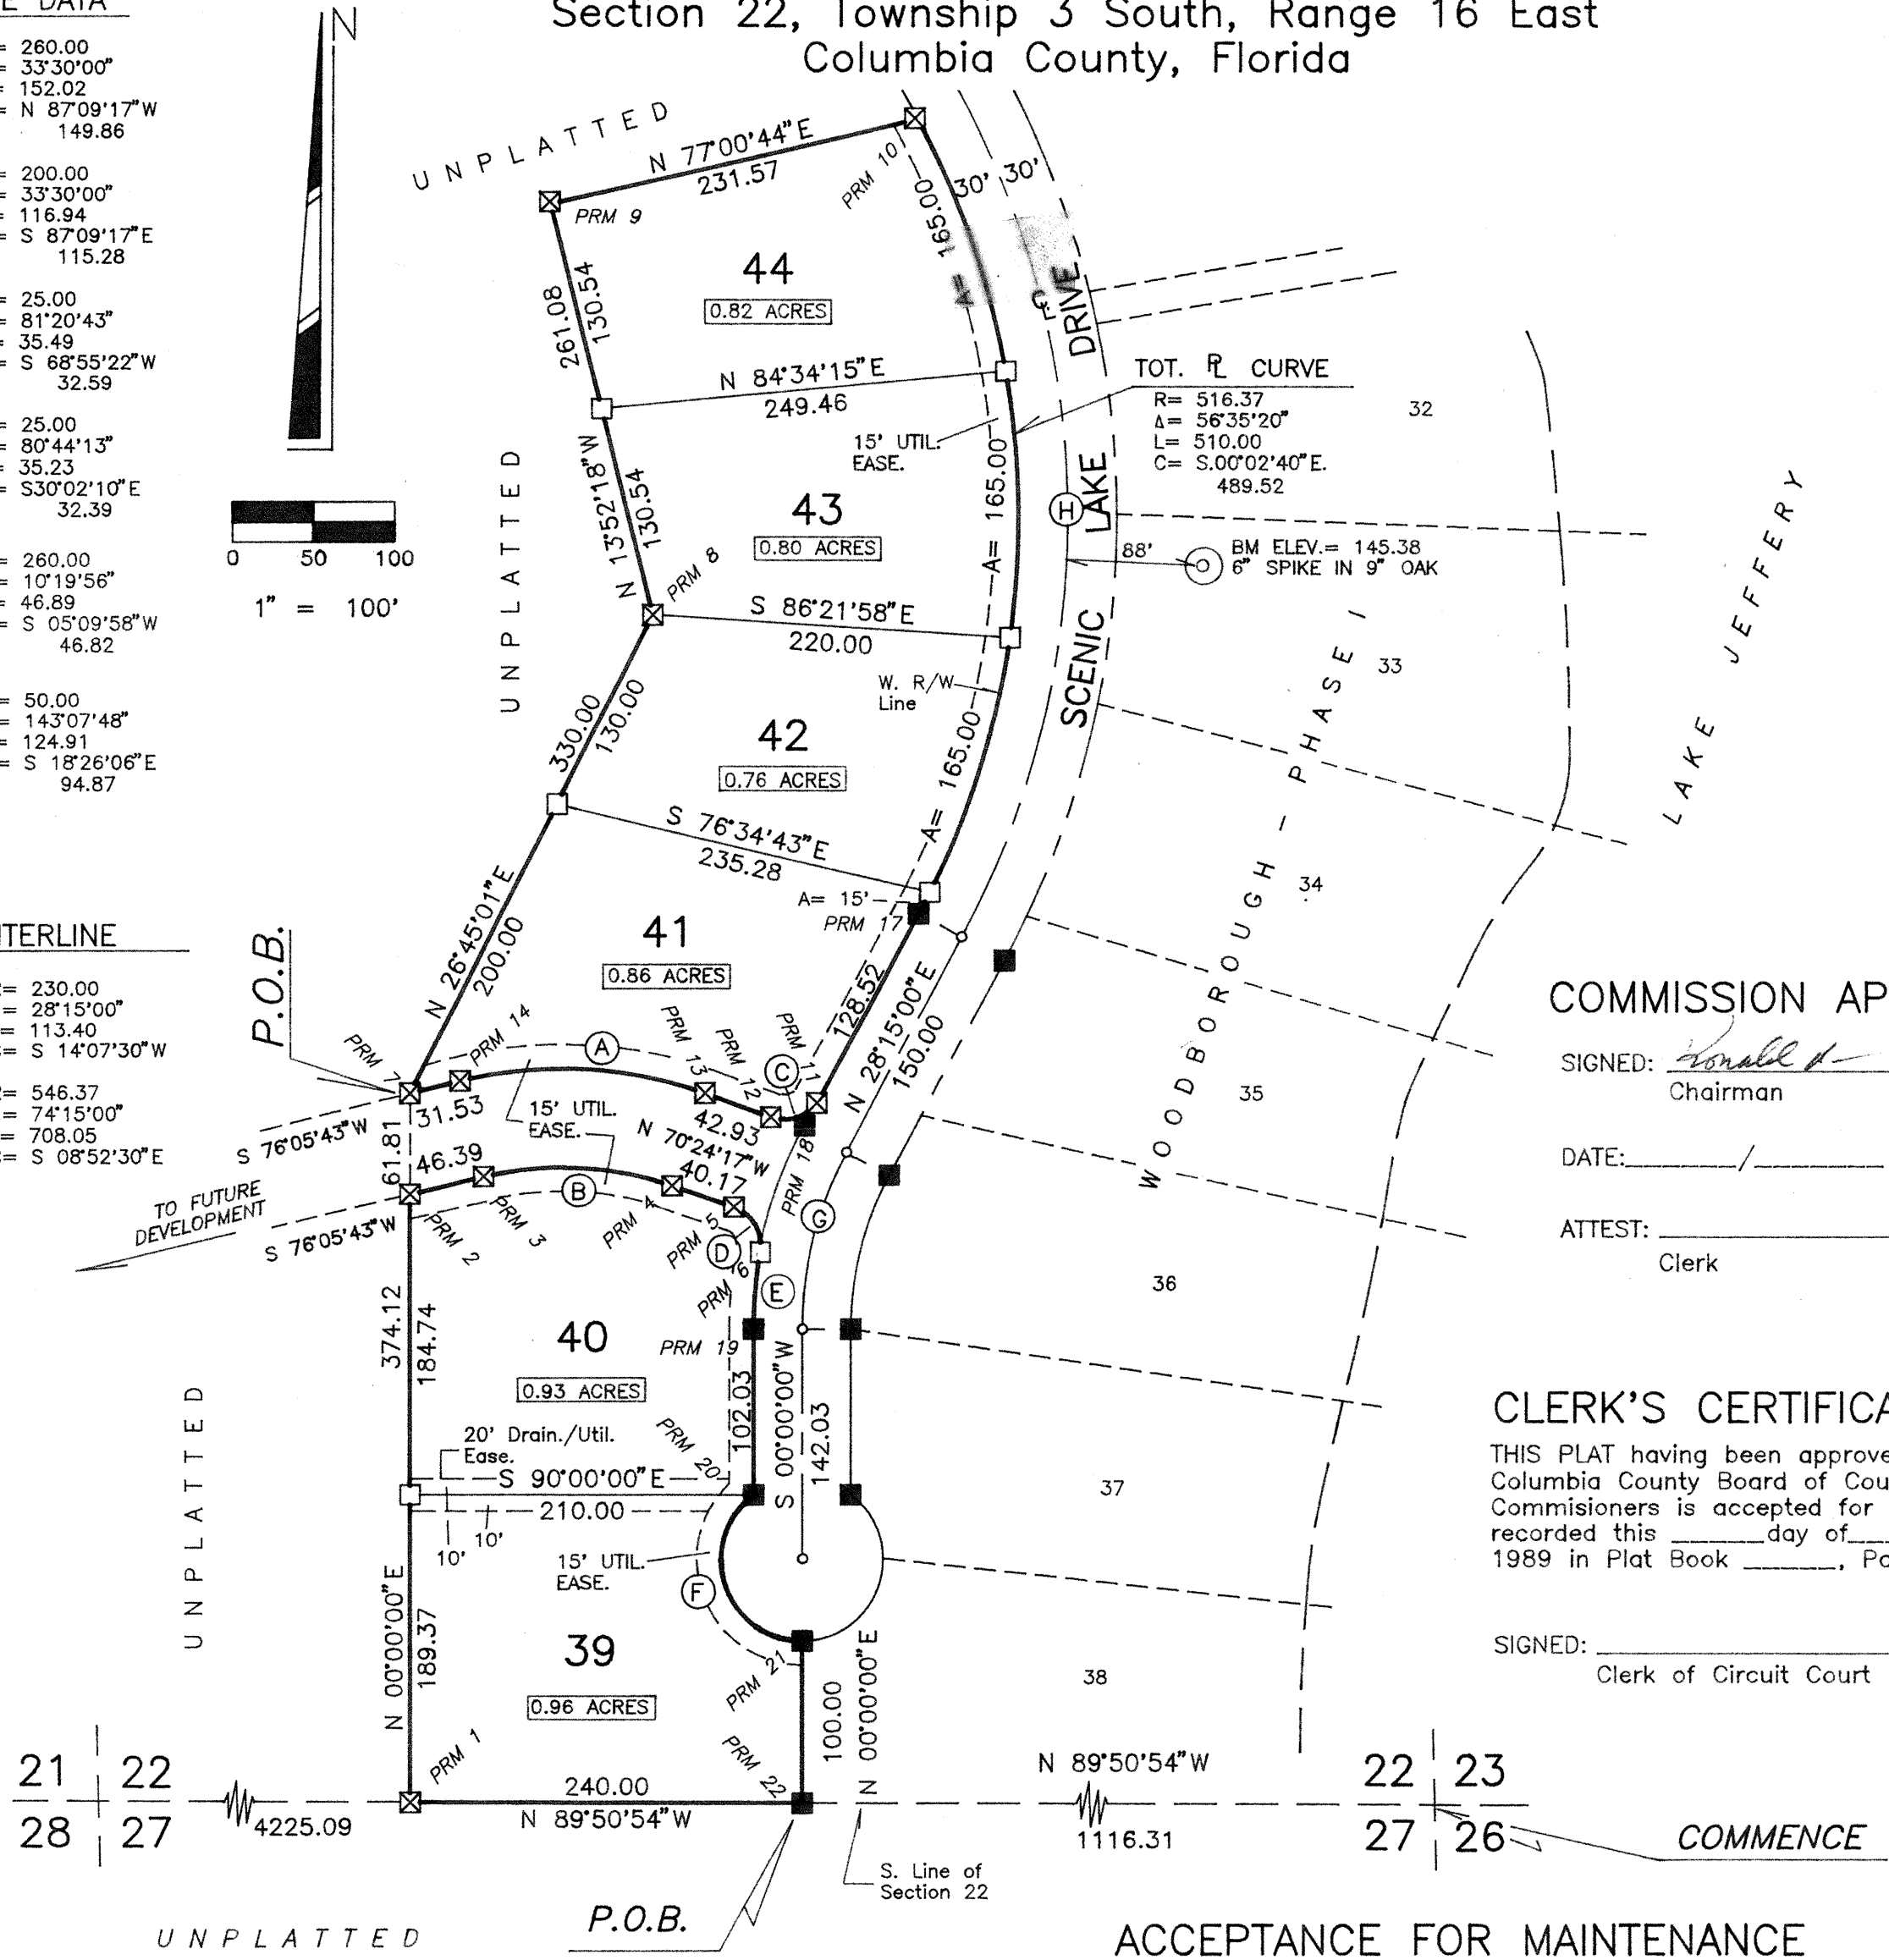 E DATA
Section 22, Township 3 South, Range 16 East
Columbia County, Florida
= 260.00
= 33°30'00"
= 152.02
= N 87°09'17"W
149.86
= 200.00
= 33°30'00"
= 116.94
= S 87°09'17"E
115.28
= 25.00
= 81°20'43"
= 35.49
= S 68°55'22"W
32.59
= 25.00
= 80°44'13"
= 35.23
= S30°02'10"E
32.39
= 260.00
= 10°19'56"
= 46.89
= S 05°09'58"W
46.82
= 50.00
= 143°07'48"
= 124.91
= S 18°26'06"E
94.87
NTERLINE
= 230.00
= 28°15'00"
= 113.40
= S 14°07'30"W
= 546.37
= 74°15'00"
= 708.05
= S 08°52'30"E
N
0 50 100
1" = 100'
UNPLATTED
N 77°00'44"E
231.57
PRM 9
PRM 10
30' 30'
A= 165.00
44
0.82 ACRES
261.08
130.54
N 84°34'15"E
249.46
UNPLATTED
N 13°52'18"W
130.54
15' UTIL.
EASE.
A= 165.00
43
0.80 ACRES
PRM 8
S 86°21'58"E
220.00
W. R/W
Line
330.00
130.00
42
0.76 ACRES
A= 165.00
S 76°34'43"E
235.28
A= 15'
PRM 17
N 26°45'01"E
200.00
41
0.86 ACRES
128.52
N 28°15'00"E
150.00
SCENIC LAKE DRIVE
TOT. PL CURVE
R= 516.37
Δ= 56°35'20"
L= 510.00
C= S.00°02'40"E.
489.52
H
88'
BM ELEV.= 145.38
6" SPIKE IN 9" OAK
32
33
34
35
36
37
38
WOODBOROUGH - PHASE I
LAKE JEFFERY
P.O.B.
PRM 7
PRM 14
A
PRM 13
PRM 12
C
PRM 11
31.53
S 76°05'43"W
15' UTIL.
EASE.
42.93
N 70°24'17"W
40.17
PRM 18
61.81
46.39
TO FUTURE
DEVELOPMENT
S 76°05'43"W
PRM 2
PRM 3
B
PRM 4
PRM 5
D
PRM 16
E
G
374.12
184.74
40
0.93 ACRES
PRM 19
102.03
S 00°00'00"W
142.03
20' Drain./Util.
Ease.
PRM 20
S 90°00'00"E
210.00
10'
10'
15' UTIL.
EASE.
F
UNPLATTED
N 00°00'00"E
189.37
39
0.96 ACRES
PRM 21
PRM 1
PRM 22
100.00
N 00°00'00"E
240.00
N 89°50'54"W
21 22
28 27
4225.09
N 89°50'54"W
1116.31
22 23
27 26
COMMENCE
S. Line of
Section 22
P.O.B.
UNPLATTED
COMMISSION AP
SIGNED: Ronald
Chairman
DATE: /
ATTEST:
Clerk
CLERK'S CERTIFICA
THIS PLAT having been approve
Columbia County Board of Cou
Commisioners is accepted for
recorded this ______day of
1989 in Plat Book ______, Pa
SIGNED:
Clerk of Circuit Court
ACCEPTANCE FOR MAINTENANCE